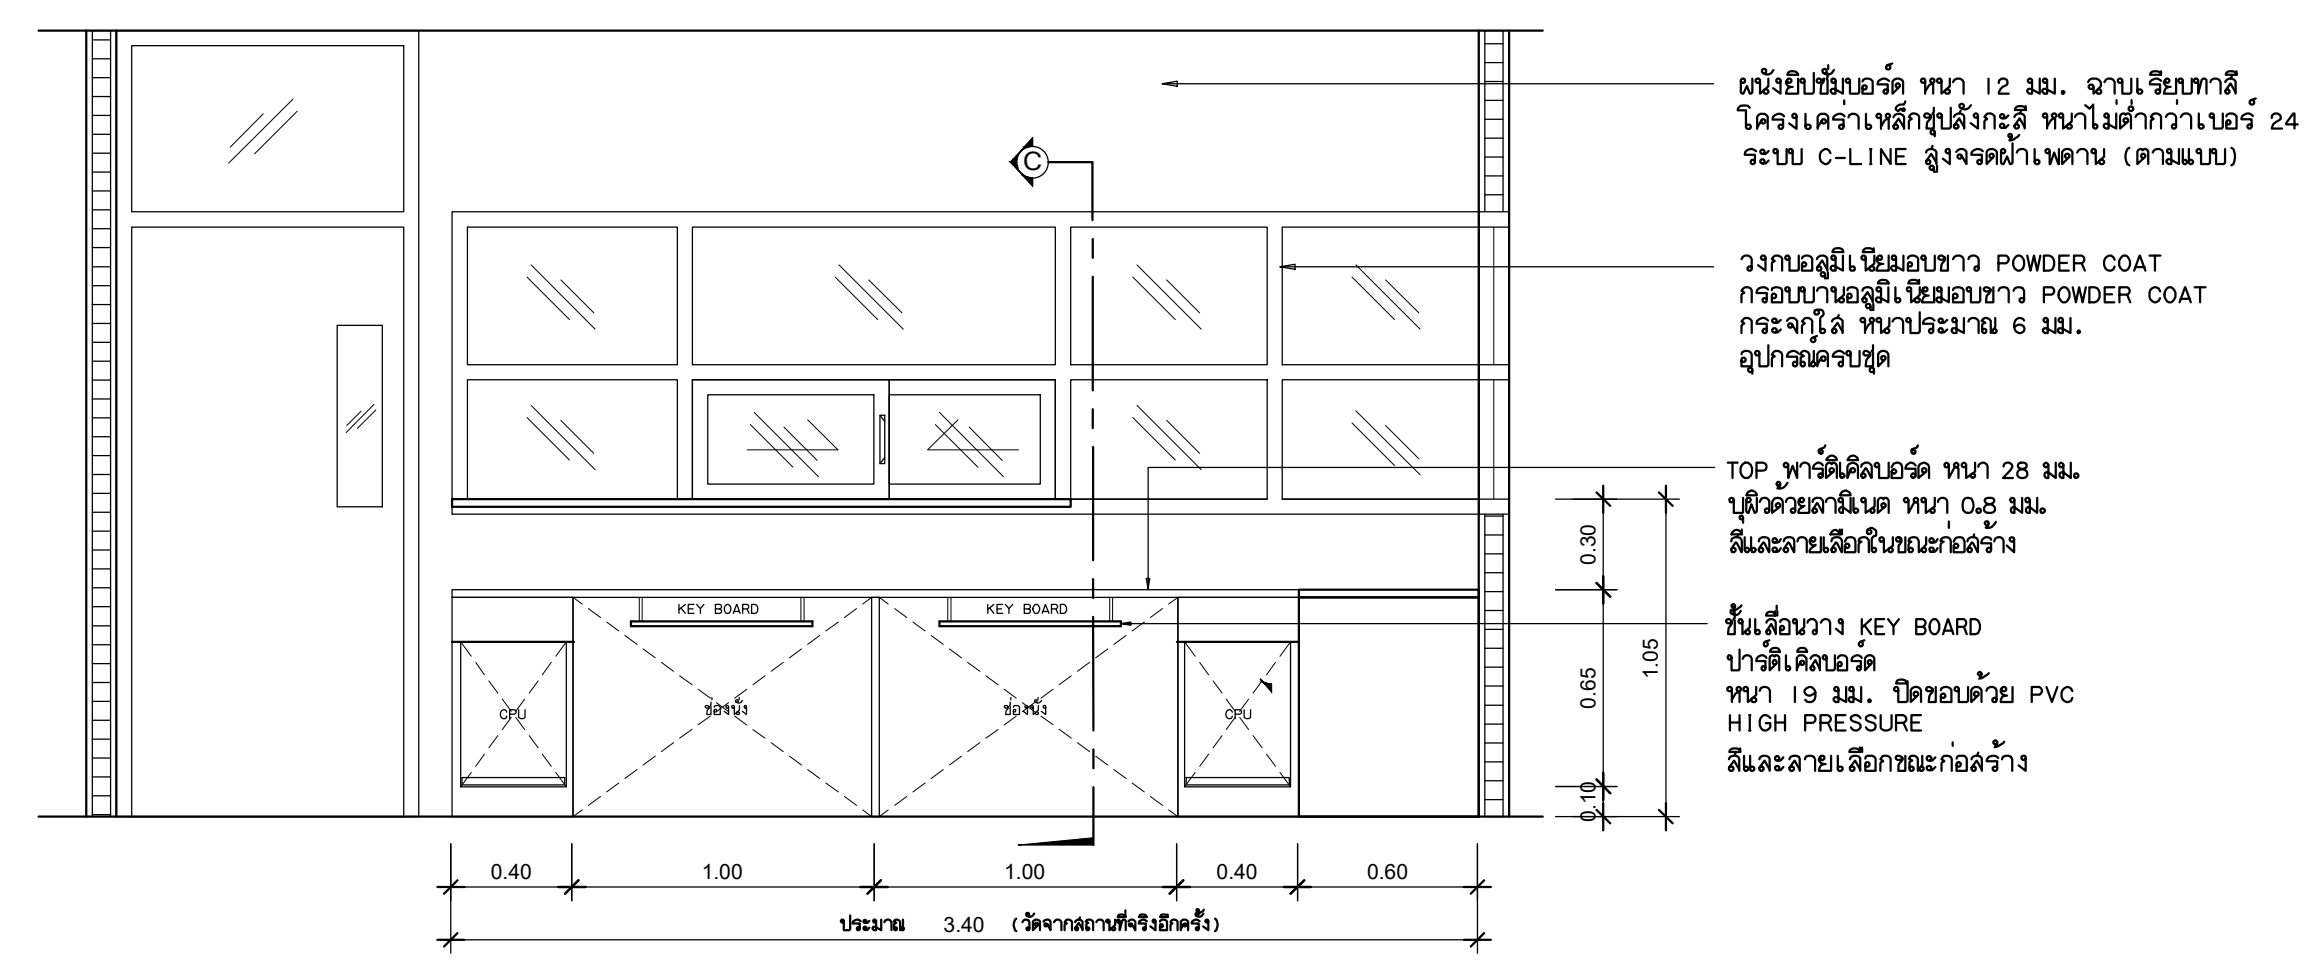 ผนังยิปซั่มบอร์ด หนา 12 มม. ฉาบเรียบทาสี
โครงเคร่าเหล็กชุปสังกะสี หนาไม่ต่ำกว่าเบอร์ 24
ระบบ C-LINE สูงจรดฝ้าเพดาน (ตามแบบ)
C
วงกบอลูมิเนียมอบขาว POWDER COAT
กรอบบานอลูมิเนียมอบขาว POWDER COAT
กระจกใส หนาประมาณ 6 มม.
อุปกรณ์ครบชุด
TOP พาร์ติเคิลบอร์ด หนา 28 มม.
บุผิวด้วยลามิเนต หนา 0.8 มม.
สีและลายเลือกในขณะก่อสร้าง
ชั้นเลื่อนวาง KEY BOARD
ปาร์ติเคิลบอร์ด
หนา 19 มม. ปิดขอบด้วย PVC
HIGH PRESSURE
สีและลายเลือกขณะก่อสร้าง
KEY BOARD
KEY BOARD
CPU
ช่องนั่ง
ช่องนั่ง
CPU
0.30
0.65
0.10
1.05
0.40
1.00
1.00
0.40
0.60
ประมาณ 3.40 (วัดจากสถานที่จริงอีกครั้ง)